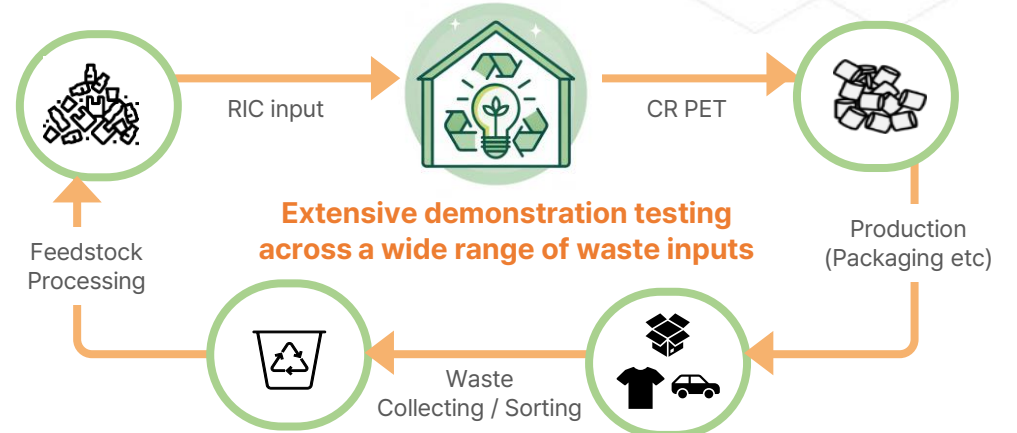 RIC input
CR PET
Extensive demonstration testing
across a wide range of waste inputs
Production
(Packaging etc)
Feedstock
Processing
Waste
Collecting / Sorting